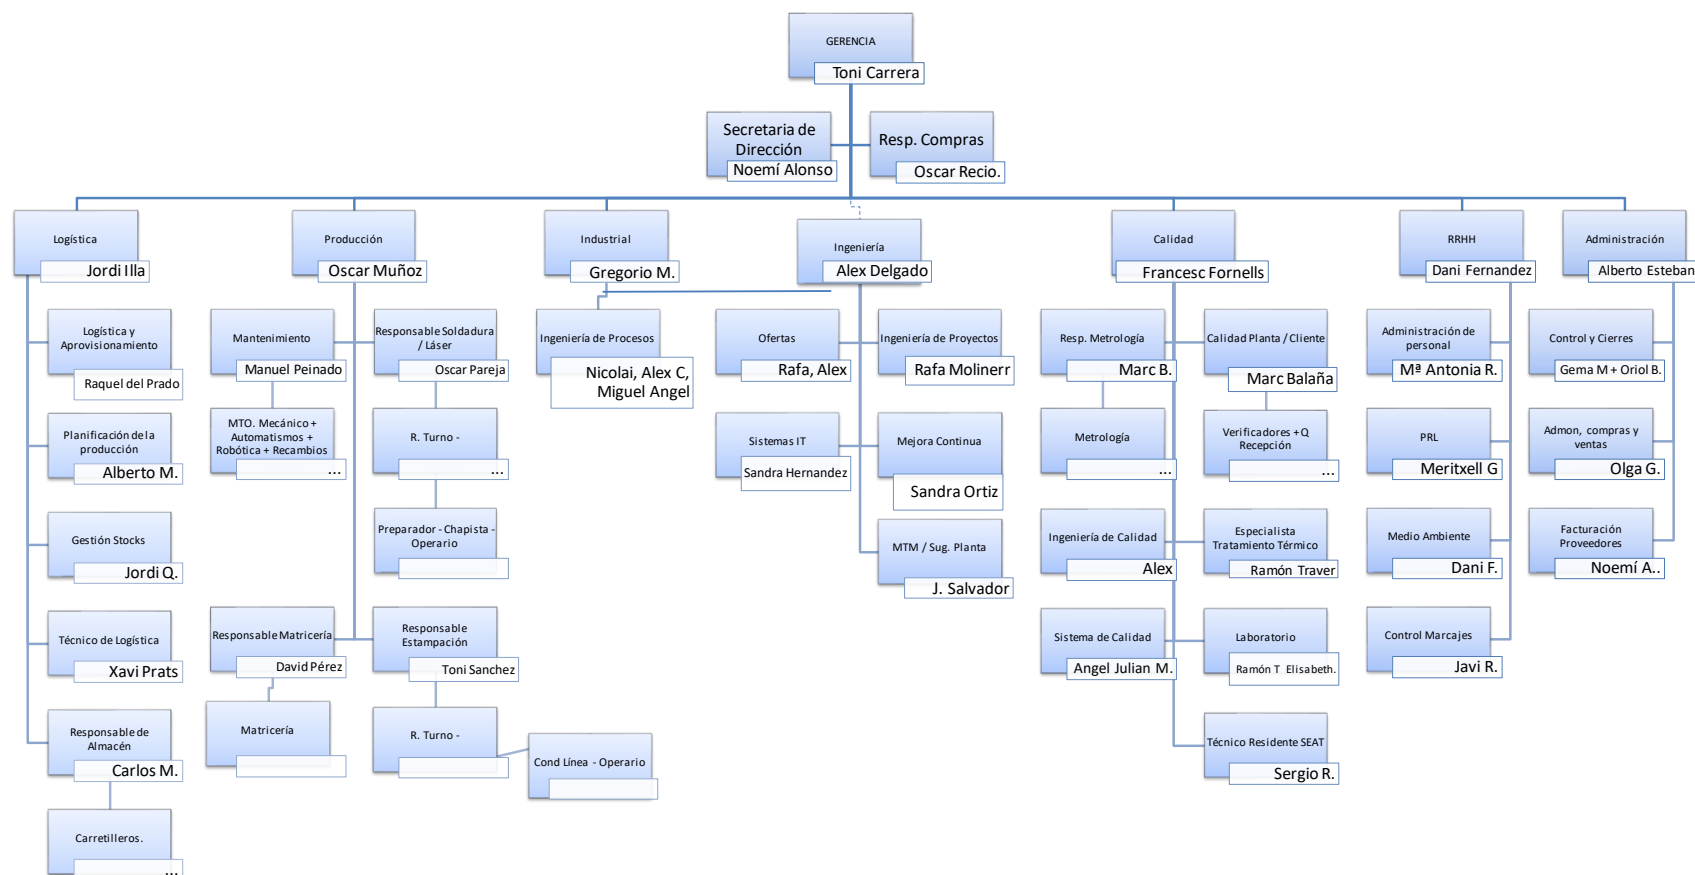 GERENCIA
Toni Carrera
Secretaria de
Dirección
Noemí Alonso
Resp. Compras
Oscar Recio.
Logística
Jordi Illa
Producción
Oscar Muñoz
Industrial
Gregorio M.
Ingeniería
Alex Delgado
Calidad
Francesc Fornells
RRHH
Dani Fernandez
Administración
Alberto Esteban
Logística y
Aprovisionamiento
Raquel del Prado
Mantenimiento
Manuel Peinado
Responsable Soldadura
/ Láser
Oscar Pareja
Ingeniería de Procesos
Nicolai, Alex C,
Miguel Angel
Ofertas
Rafa, Alex
Ingeniería de Proyectos
Rafa Molinerr
Resp. Metrología
Marc B.
Calidad Planta / Cliente
Marc Balaña
Administración de
personal
Mª Antonia R.
Control y Cierres
Gema M + Oriol B.
Planificación de la
producción
Alberto M.
MTO. Mecánico +
Automatismos +
Robótica + Recambios
...
R. Turno -
...
Sistemas IT
Sandra Hernandez
Mejora Continua
Sandra Ortiz
Metrología
...
Verificadores + Q
Recepción
...
PRL
Meritxell G
Admon, compras y
ventas
Olga G.
Gestión Stocks
Jordi Q.
Preparador - Chapista -
Operario
MTM / Sug. Planta
J. Salvador
Ingeniería de Calidad
Alex
Especialista
Tratamiento Térmico
Ramón Traver
Medio Ambiente
Dani F.
Facturación
Proveedores
Noemí A..
Técnico de Logística
Xavi Prats
Responsable Matricería
David Pérez
Responsable
Estampación
Toni Sanchez
Sistema de Calidad
Angel Julian M.
Laboratorio
Ramón T Elisabeth.
Control Marcajes
Javi R.
Responsable de
Almacén
Carlos M.
Matricería
R. Turno -
Cond Línea - Operario
Técnico Residente SEAT
Sergio R.
Carretilleros.
...